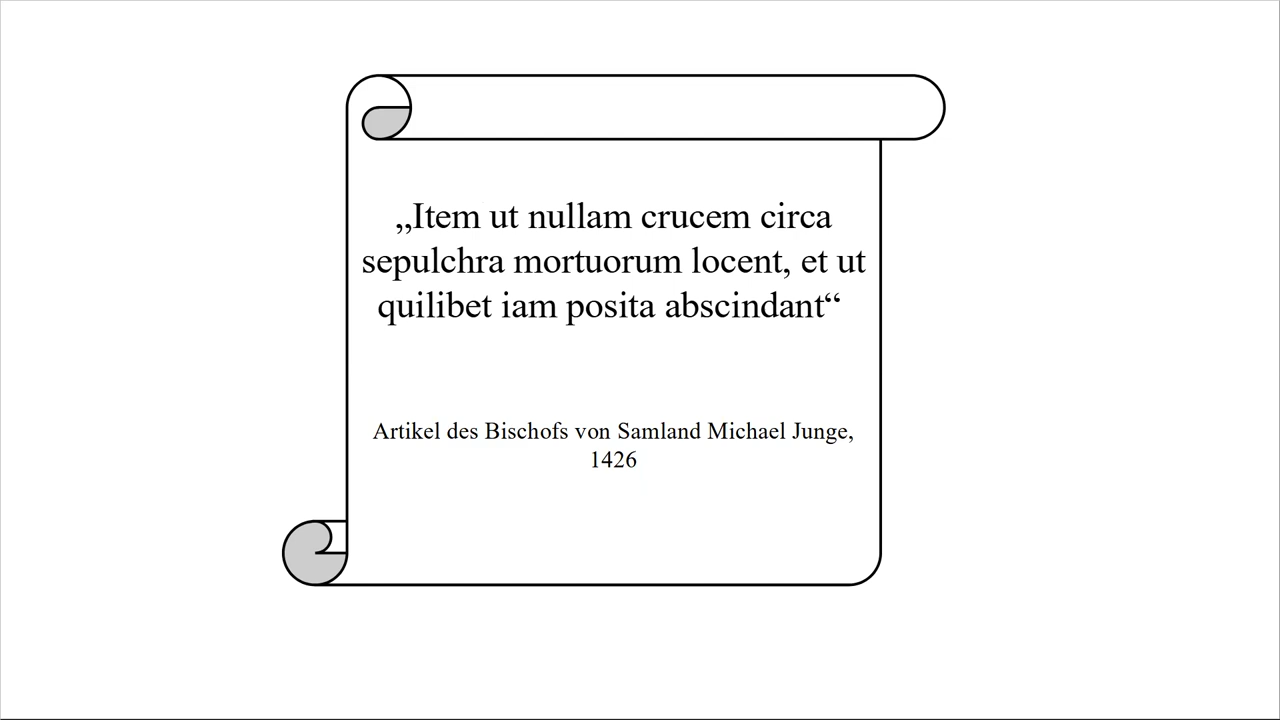 „Item ut nullam crucem circa
sepulchra mortuorum locent, et ut
quilibet iam posita abscindant“
Artikel des Bischofs von Samland Michael Junge,
1426